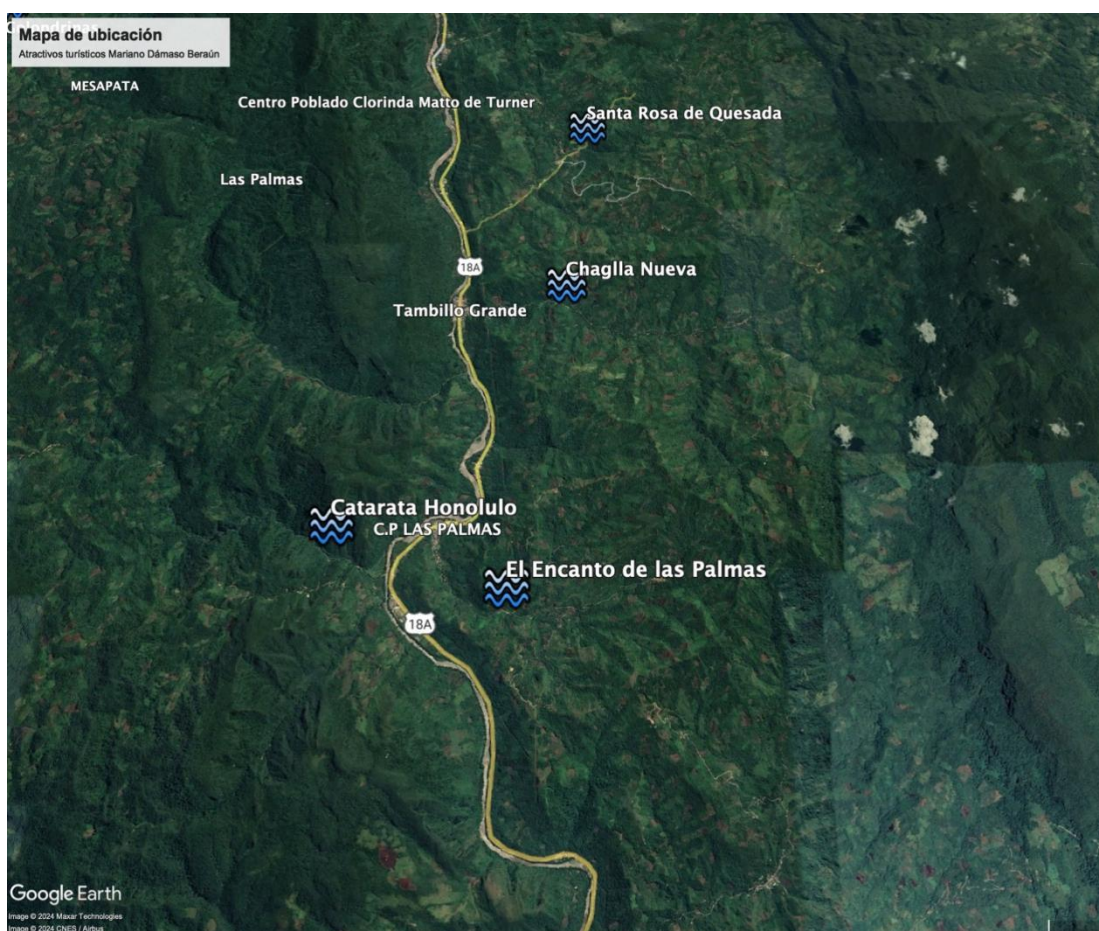 Golondrinas
Mapa de ubicación
Atractivos turísticos Mariano Dámaso Beraún
MESAPATA
Centro Poblado Clorinda Matto de Turner
Santa Rosa de Quesada
Las Palmas
18A
Chaglla Nueva
Tambillo Grande
Catarata Honolulo
C.P LAS PALMAS
El Encanto de las Palmas
18A
Google Earth
Image © 2024 Maxar Technologies
Image © 2024 CNES / Airbus